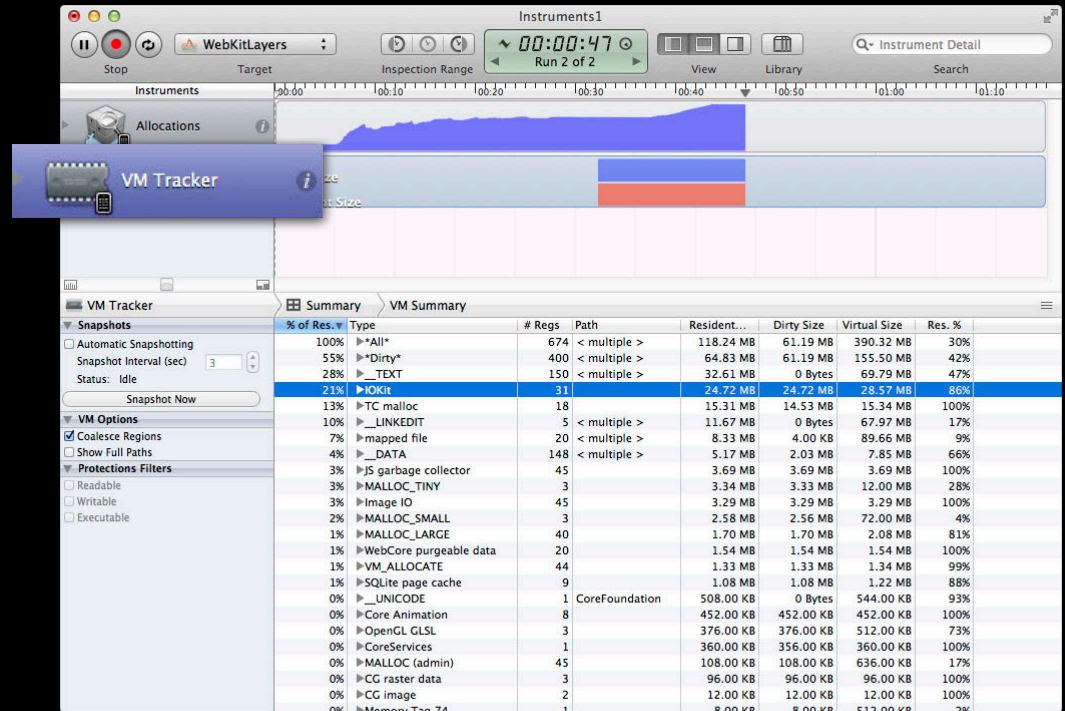 Instruments1
WebKitLayers
00:00:47
Run 2 of 2
Instrument Detail
Stop
Target
Inspection Range
View
Library
Search
Instruments
00:00 00:10 00:20 00:30 00:40 00:50 01:00 01:10
Allocations
VM Tracker
VM Tracker
Summary
VM Summary
Snapshots
Automatic Snapshotting
Snapshot Interval (sec) 3
Status: Idle
Snapshot Now
VM Options
Coalesce Regions
Show Full Paths
Protections Filters
Readable
Writable
Executable
% of Res. Type # Regs Path Resident... Dirty Size Virtual Size Res. %
100% *All* 674 < multiple > 118.24 MB 61.19 MB 390.32 MB 30%
55% *Dirty* 400 < multiple > 64.83 MB 61.19 MB 155.50 MB 42%
28% __TEXT 150 < multiple > 32.61 MB 0 Bytes 69.79 MB 47%
21% IOKit 31 24.72 MB 24.72 MB 28.57 MB 86%
13% TC malloc 18 15.31 MB 14.53 MB 15.34 MB 100%
10% __LINKEDIT 5 < multiple > 11.67 MB 0 Bytes 67.97 MB 17%
7% mapped file 20 < multiple > 8.33 MB 4.00 KB 89.66 MB 9%
4% __DATA 148 < multiple > 5.17 MB 2.03 MB 7.85 MB 66%
3% JS garbage collector 45 3.69 MB 3.69 MB 3.69 MB 100%
3% MALLOC_TINY 3 3.34 MB 3.33 MB 12.00 MB 28%
3% Image IO 45 3.29 MB 3.29 MB 3.29 MB 100%
2% MALLOC_SMALL 3 2.58 MB 2.56 MB 72.00 MB 4%
1% MALLOC_LARGE 40 1.70 MB 1.70 MB 2.08 MB 81%
1% WebCore purgeable data 20 1.54 MB 1.54 MB 1.54 MB 100%
1% VM_ALLOCATE 44 1.33 MB 1.33 MB 1.34 MB 99%
1% SQLite page cache 9 1.08 MB 1.08 MB 1.22 MB 88%
0% __UNICODE 1 CoreFoundation 508.00 KB 0 Bytes 544.00 KB 93%
0% Core Animation 8 452.00 KB 452.00 KB 452.00 KB 100%
0% OpenGL GLSL 3 376.00 KB 376.00 KB 512.00 KB 73%
0% CoreServices 1 360.00 KB 356.00 KB 360.00 KB 100%
0% MALLOC (admin) 45 108.00 KB 108.00 KB 636.00 KB 17%
0% CG raster data 3 96.00 KB 96.00 KB 96.00 KB 100%
0% CG image 2 12.00 KB 12.00 KB 12.00 KB 100%
0% Memory Tag 74 1 8.00 KB 8.00 KB 512.00 KB 2%